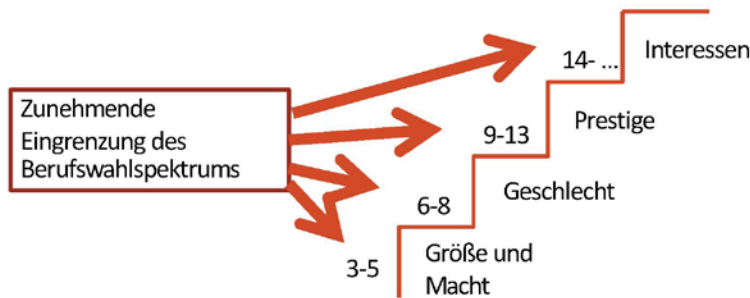 Zunehmende
Eingrenzung des
Berufswahlspektrums
14- ...
Interessen
9-13
Prestige
6-8
Geschlecht
3-5
Größe und
Macht